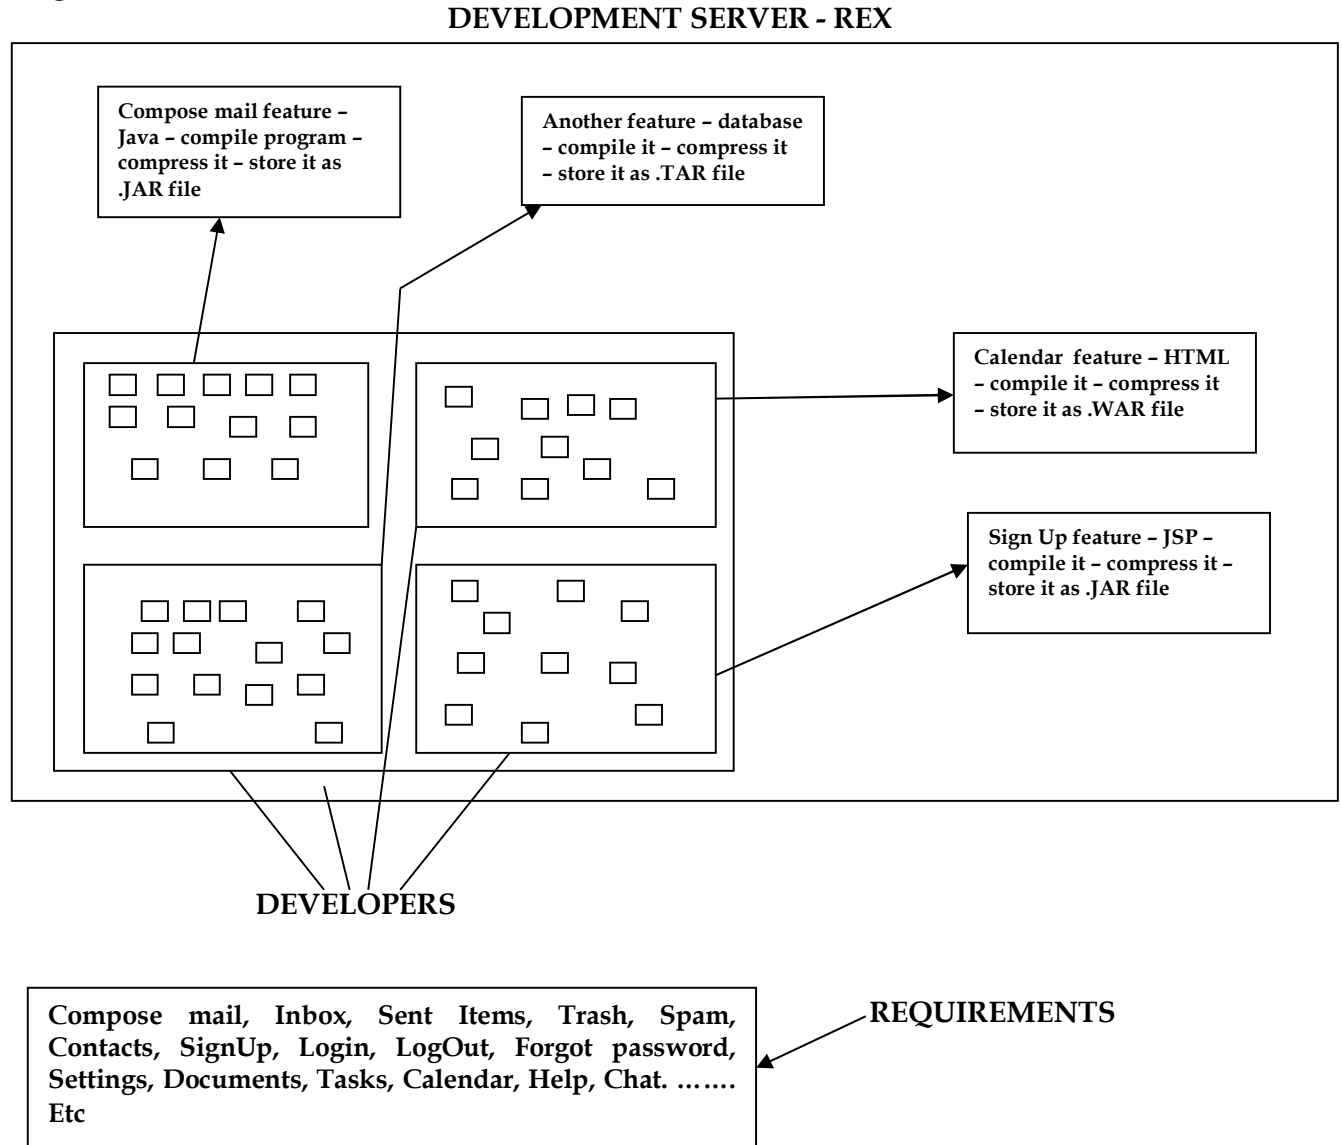 DEVELOPMENT SERVER - REX
Compose mail feature –
Java – compile program –
compress it – store it as
.JAR file
Another feature – database
– compile it – compress it
– store it as .TAR file
Calendar  feature – HTML
– compile it – compress it
– store it as .WAR file
Sign Up feature – JSP –
compile it – compress it –
store it as .JAR file
DEVELOPERS
REQUIREMENTS
Compose mail, Inbox, Sent Items, Trash, Spam,
Contacts, SignUp, Login, LogOut, Forgot password,
Settings, Documents, Tasks, Calendar, Help, Chat. …….
Etc